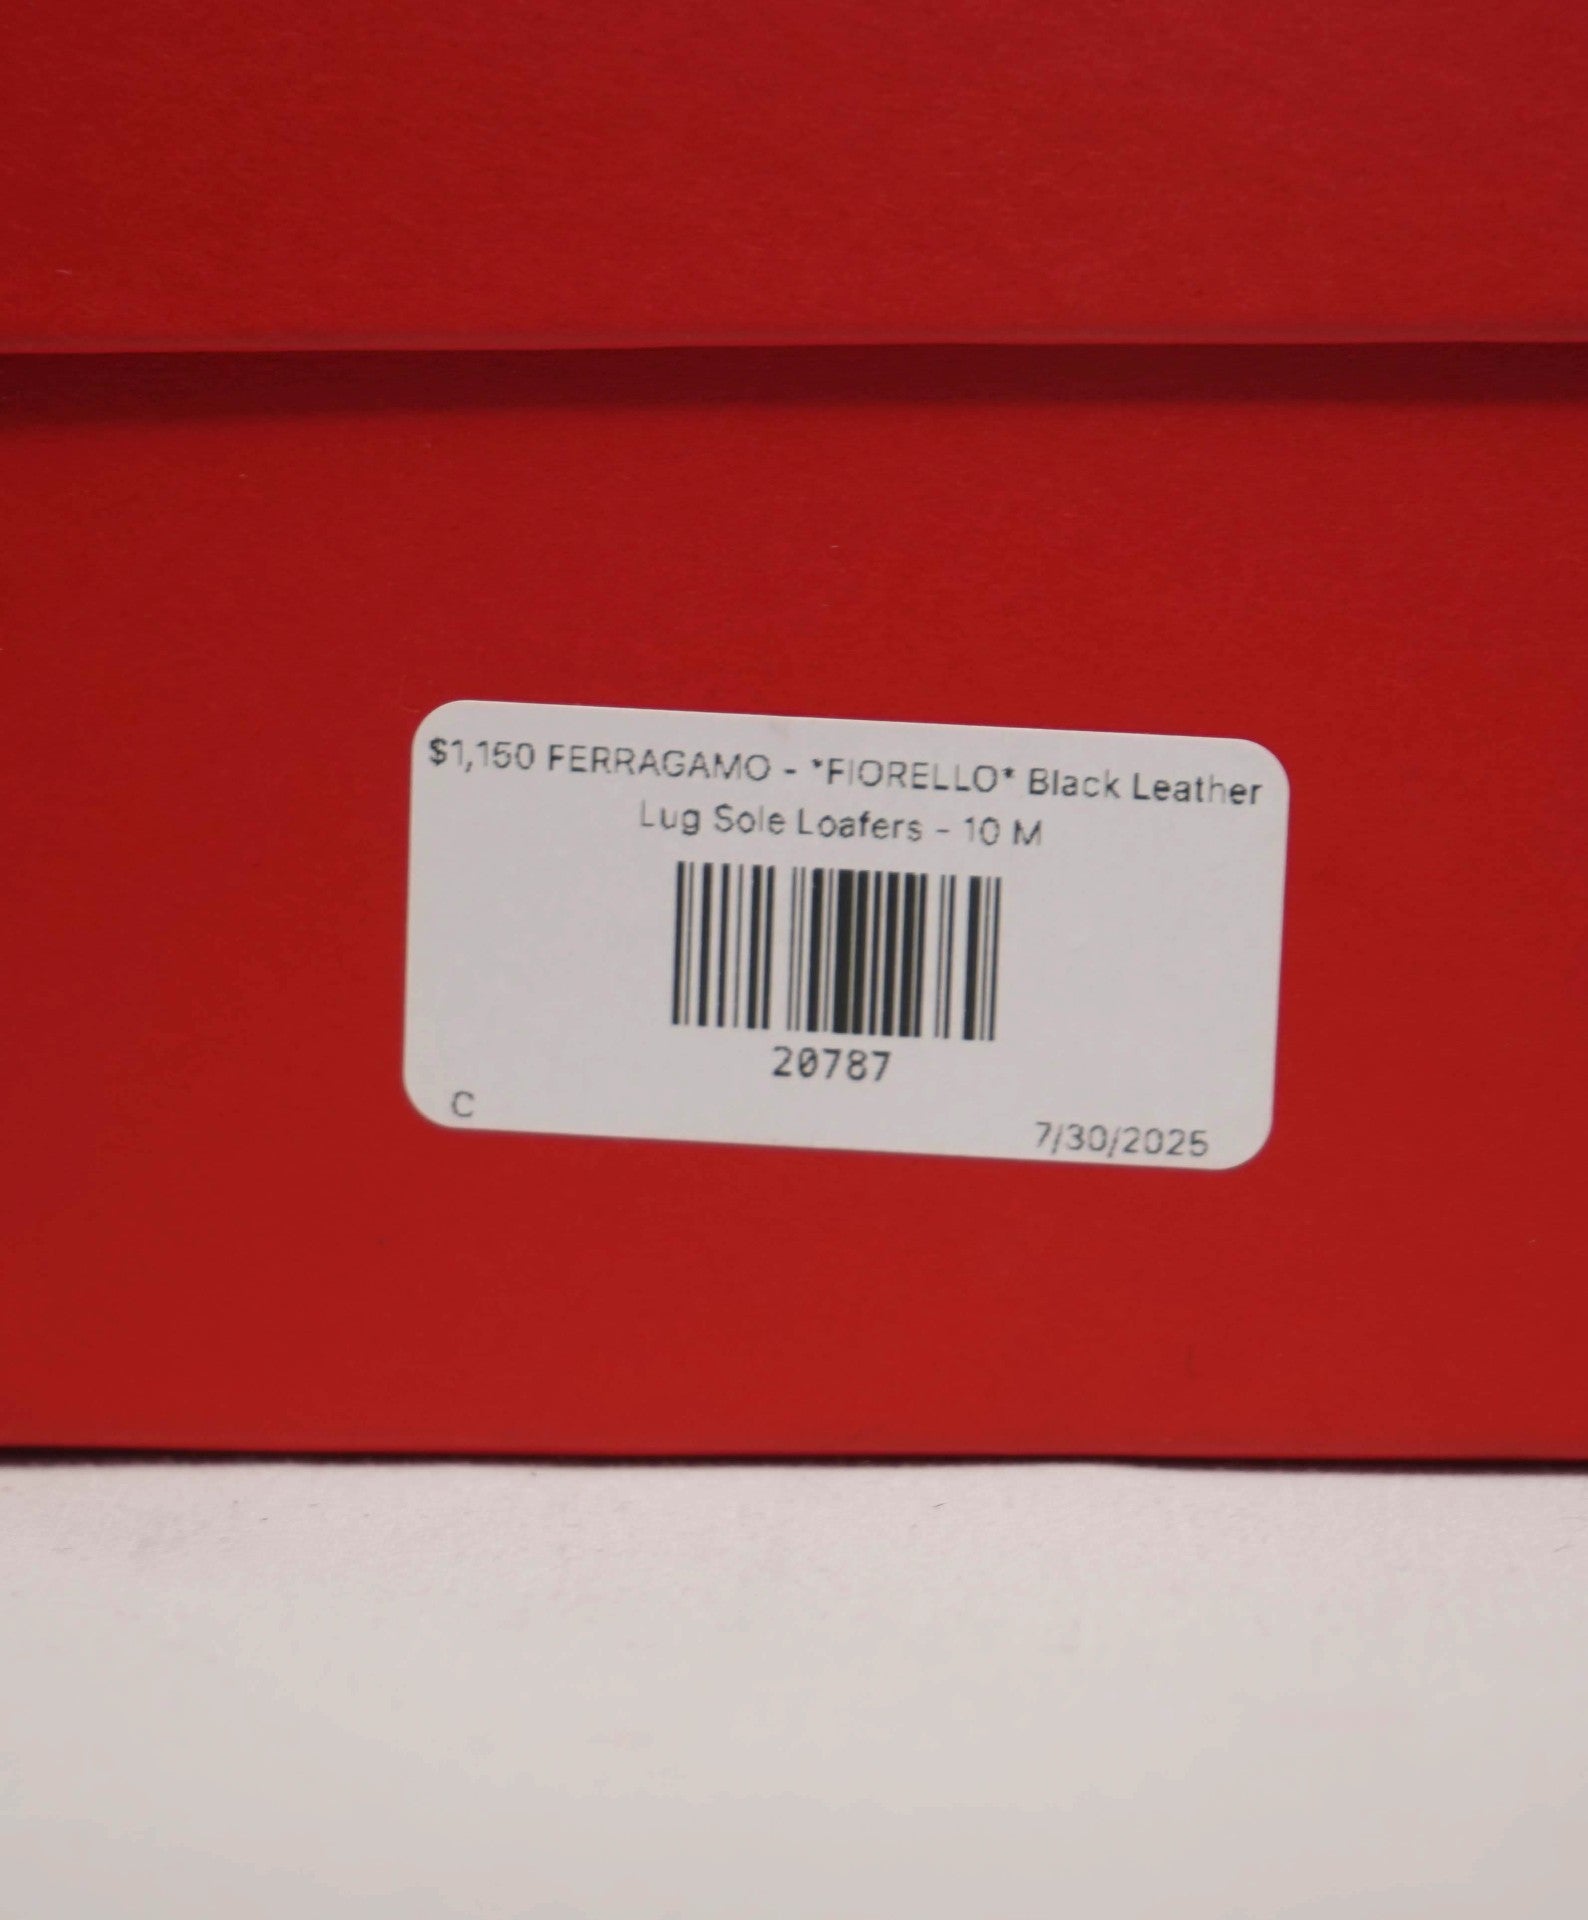 $1,150 FERRAGAMO - *FIORELLO* Black Leather
Lug Sole Loafers - 10 M
20787
C
7/30/2025